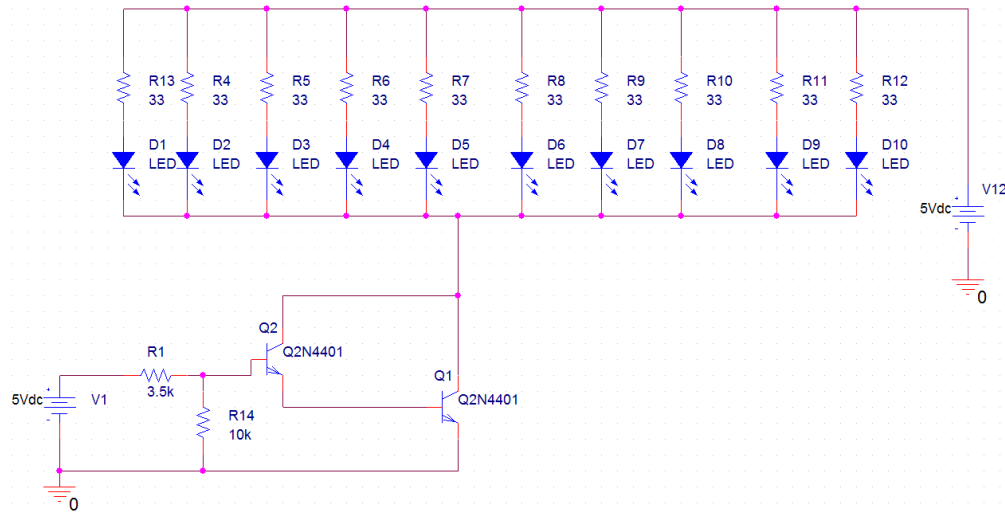 R13
33
R4
33
R5
33
R6
33
R7
33
R8
33
R9
33
R10
33
R11
33
R12
33
D1
LED
D2
LED
D3
LED
D4
LED
D5
LED
D6
LED
D7
LED
D8
LED
D9
LED
D10
LED
V12
5Vdc
0
Q2
Q2N4401
Q1
Q2N4401
R1
3.5k
5Vdc
V1
R14
10k
0